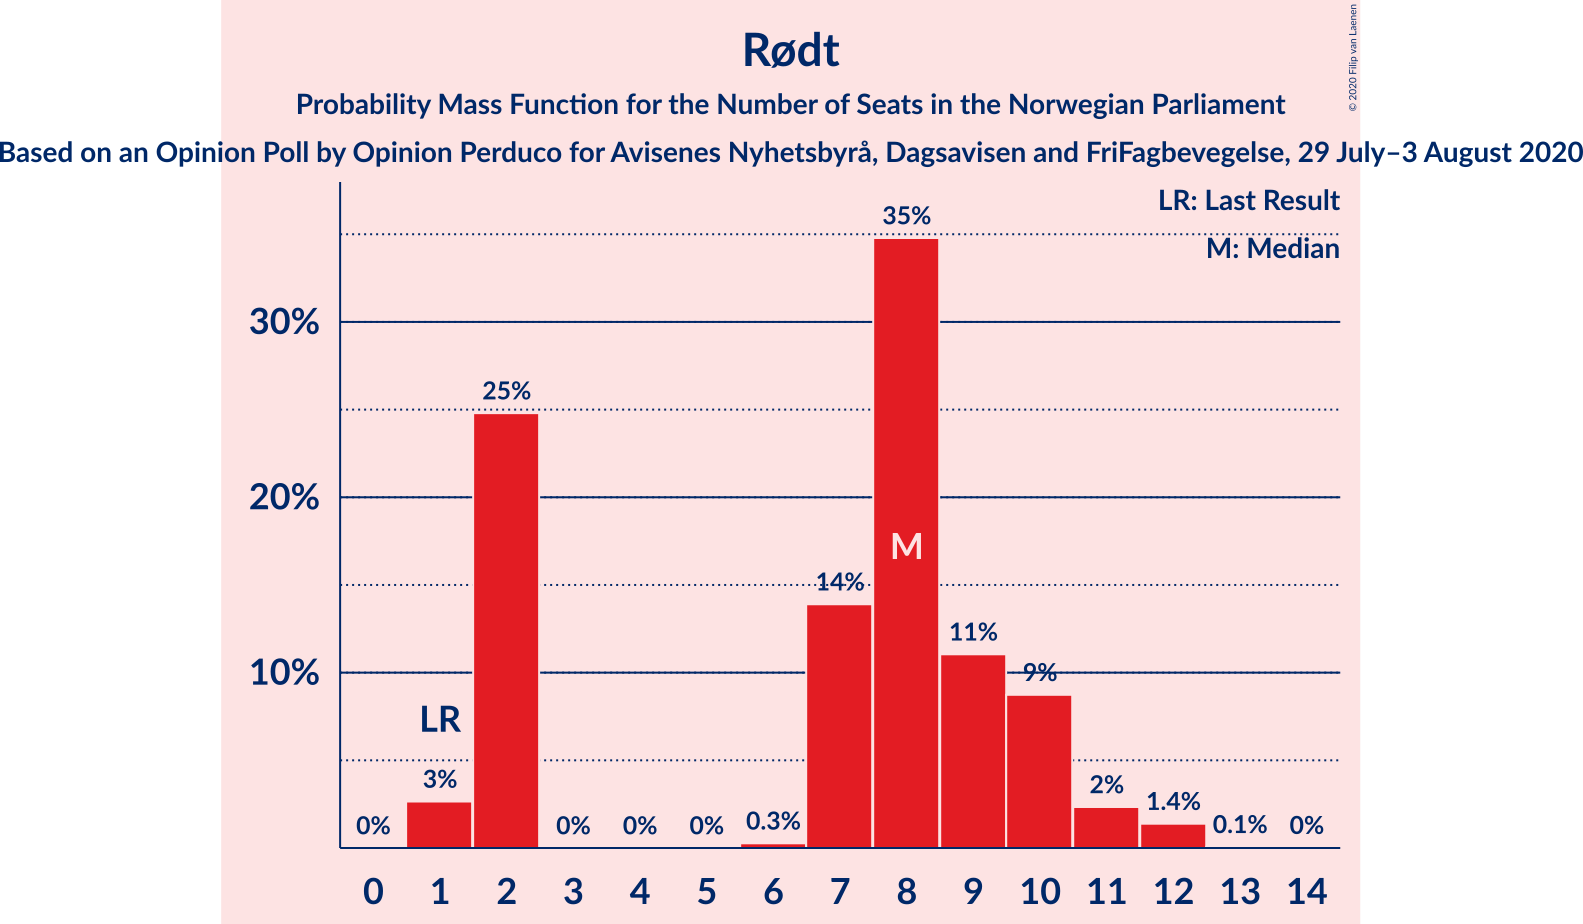 Rødt
Probability Mass Function for the Number of Seats in the Norwegian Parliament
Based on an Opinion Poll by Opinion Perduco for Avisenes Nyhetsbyrå, Dagsavisen and FriFagbevegelse, 29 July–3 August 2020
© 2020 Filip van Laenen
LR: Last Result
M: Median
35%
30%
25%
20%
M
14%
11%
10%
9%
LR
3%
2%
1.4%
0% 0% 0% 0% 0.3% 0.1% 0%
0 1 2 3 4 5 6 7 8 9 10 11 12 13 14